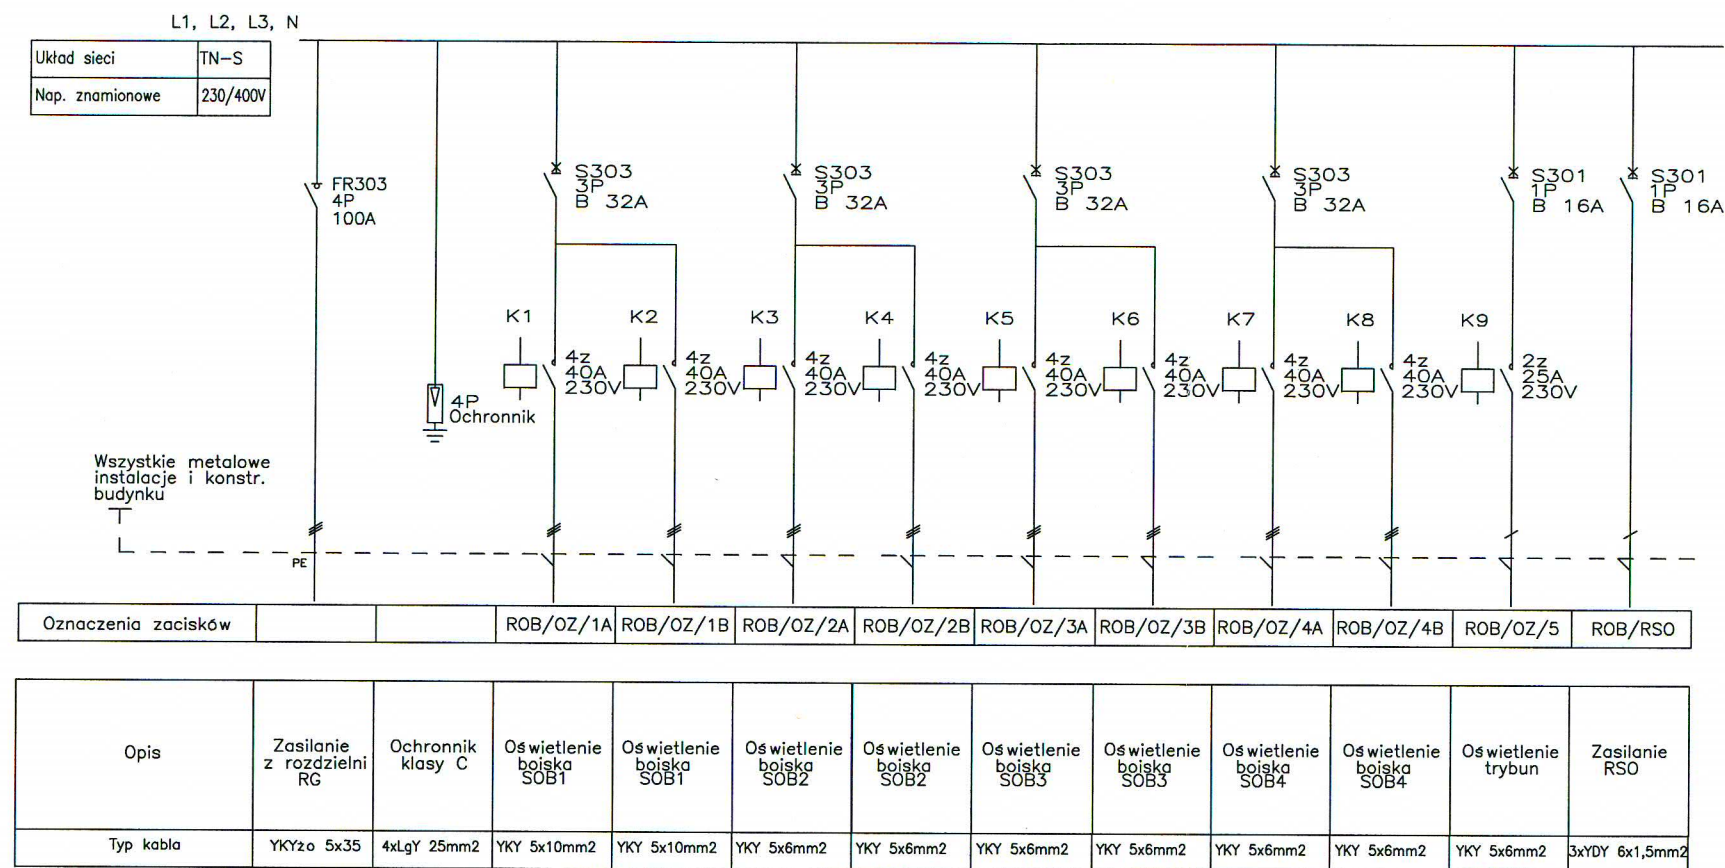 L1, L2, L3, N
Układ sieci TN-S
Nap. znamionowe 230/400V
FR303
4P
100A
4P
Ochronnik
S303
3P
B 32A
S303
3P
B 32A
S303
3P
B 32A
S303
3P
B 32A
S301
1P
B 16A
S301
1P
B 16A
K1
4z
40A
230V
K2
4z
40A
230V
K3
4z
40A
230V
K4
4z
40A
230V
K5
4z
40A
230V
K6
4z
40A
230V
K7
4z
40A
230V
K8
4z
40A
230V
K9
2z
25A
230V
Wszystkie metalowe
instalacje i konstr.
budynku
PE
Oznaczenia zacisków ROB/OZ/1A ROB/OZ/1B ROB/OZ/2A ROB/OZ/2B ROB/OZ/3A ROB/OZ/3B ROB/OZ/4A ROB/OZ/4B ROB/OZ/5 ROB/RSO
Opis
Zasilanie
z rozdzielni
RG
Ochronnik
klasy C
Oświetlenie
boiska
SOB1
Oświetlenie
boiska
SOB1
Oświetlenie
boiska
SOB2
Oświetlenie
boiska
SOB2
Oświetlenie
boiska
SOB3
Oświetlenie
boiska
SOB3
Oświetlenie
boiska
SOB4
Oświetlenie
boiska
SOB4
Oświetlenie
trybun
Zasilanie
RSO
Typ kabla YKYżo 5x35 4xLgY 25mm2 YKY 5x10mm2 YKY 5x10mm2 YKY 5x6mm2 YKY 5x6mm2 YKY 5x6mm2 YKY 5x6mm2 YKY 5x6mm2 YKY 5x6mm2 YKY 5x6mm2 3xYDY 6x1,5mm2